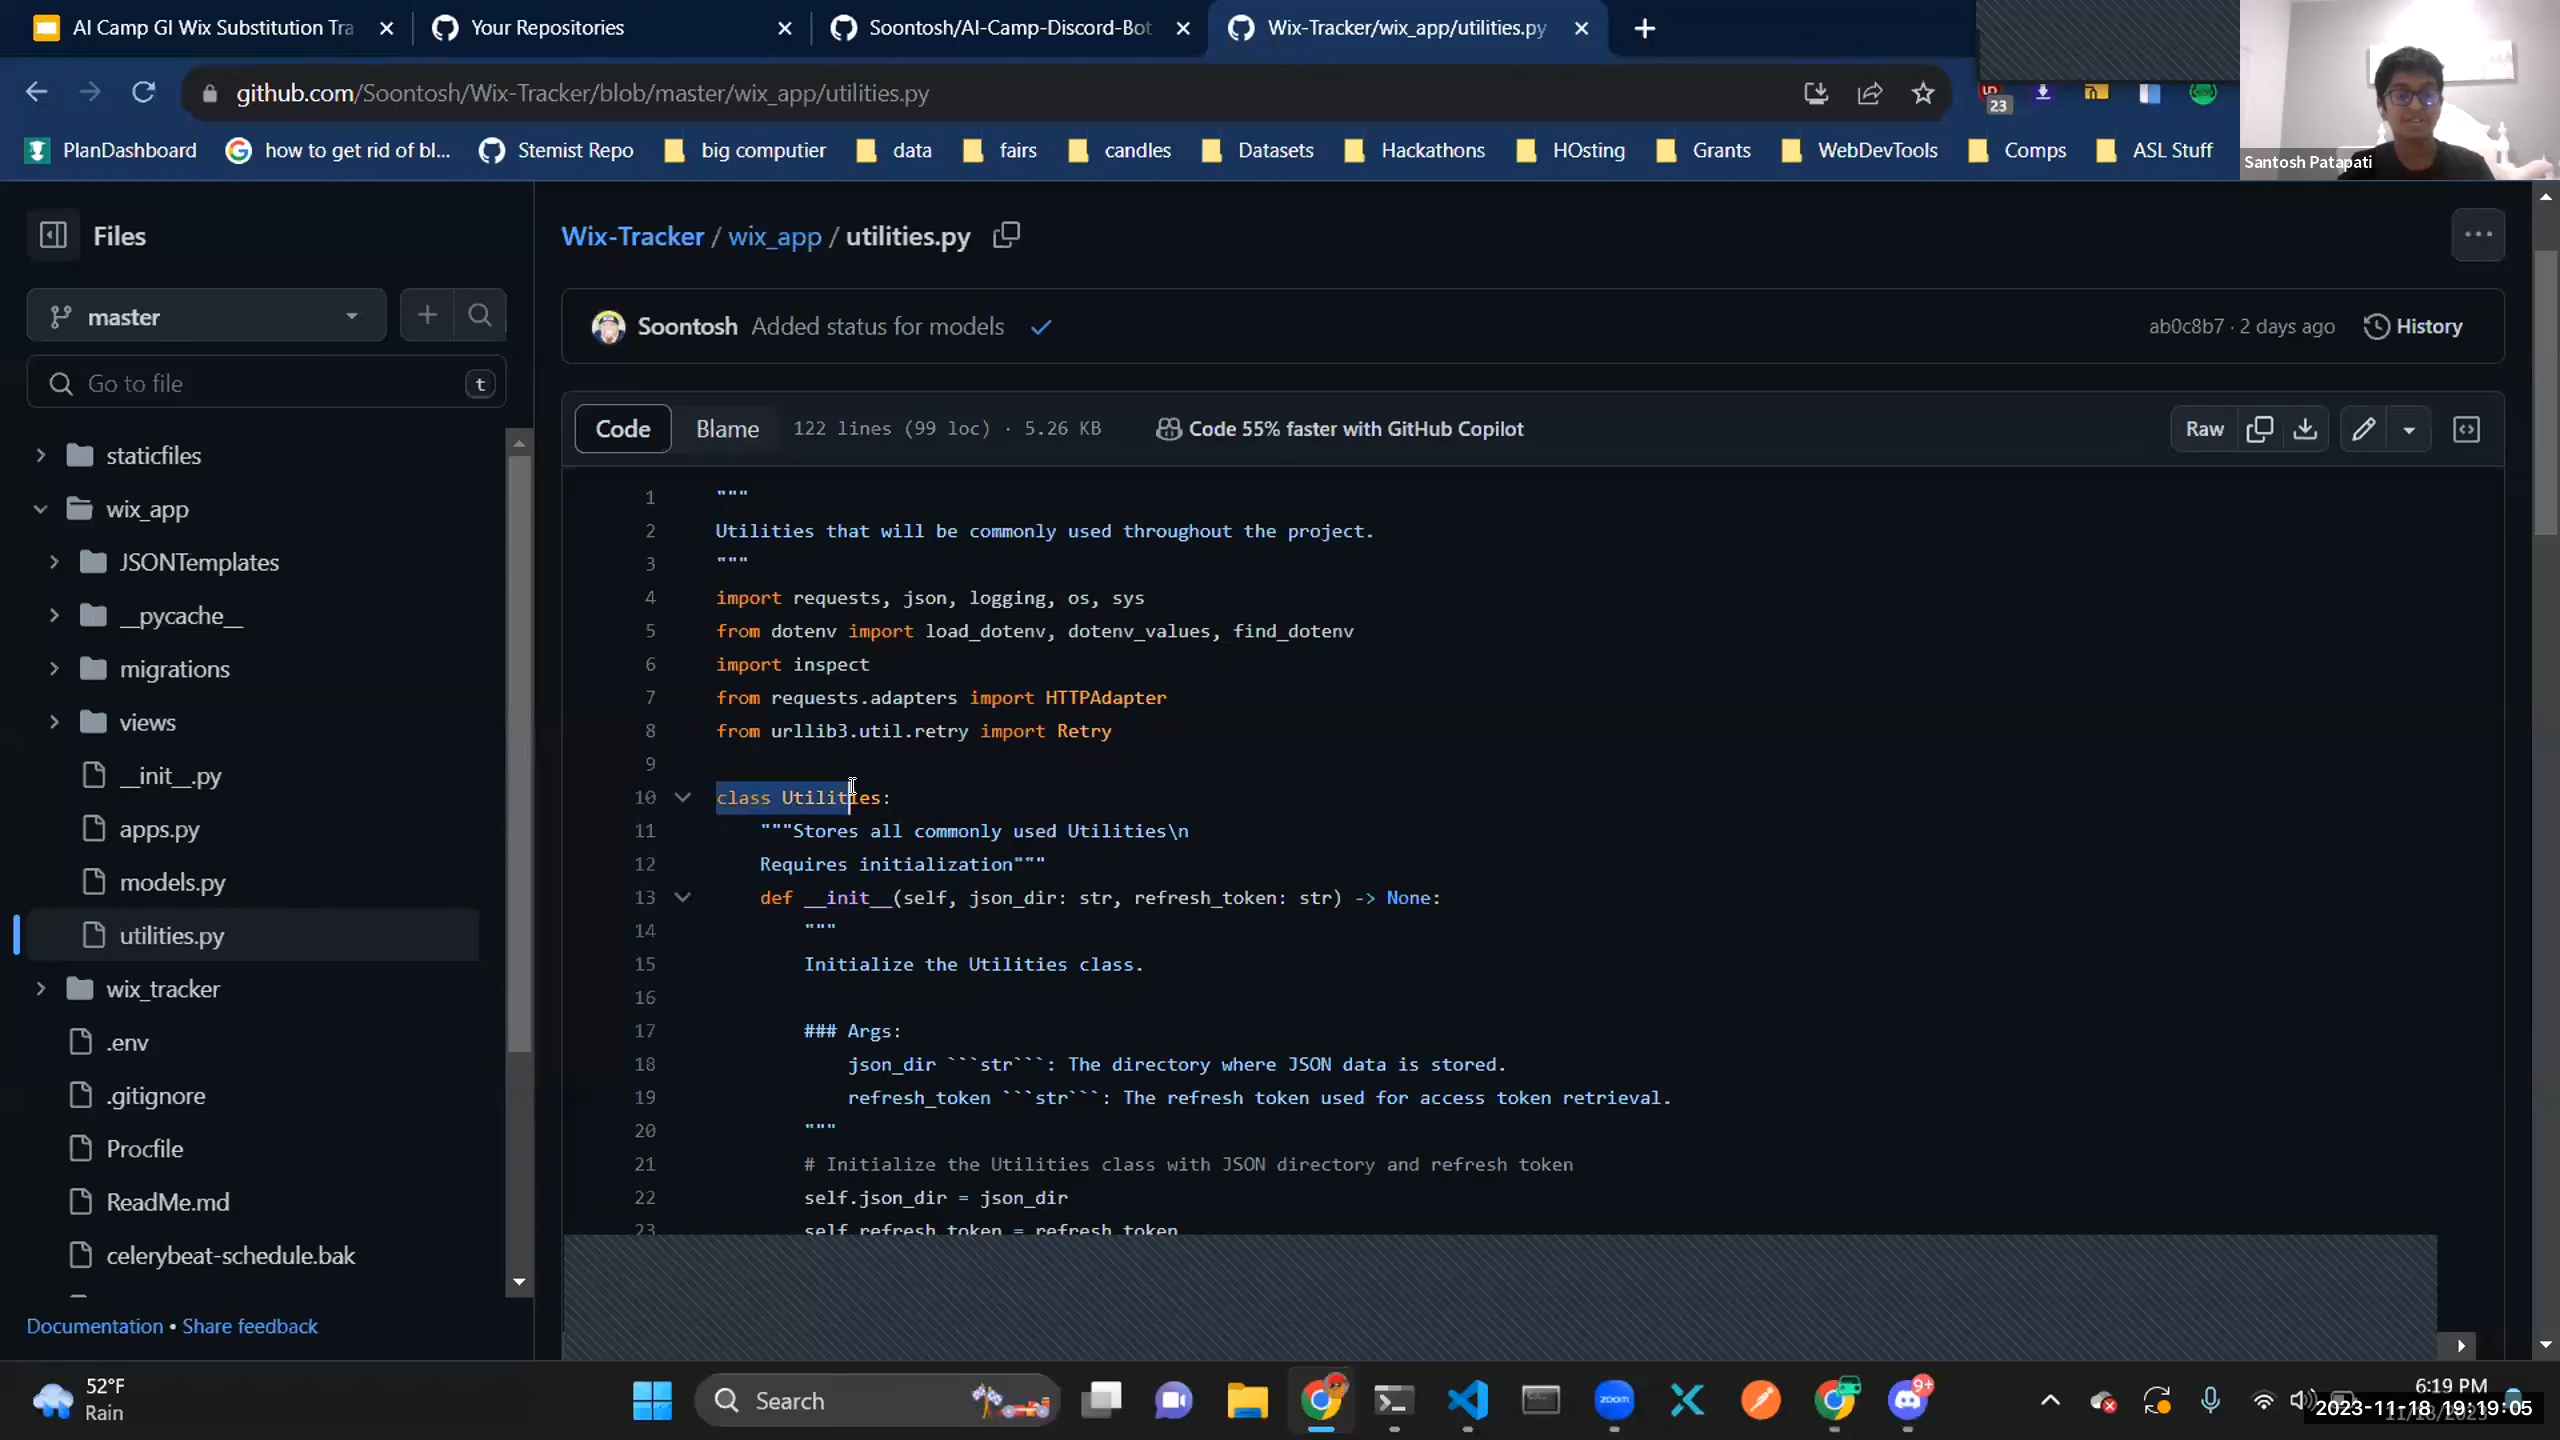 AI Camp GI Wix Substitution Tra
Your Repositories
Soontosh/AI-Camp-Discord-Bot
Wix-Tracker/wix_app/utilities.py
github.com/Soontosh/Wix-Tracker/blob/master/wix_app/utilities.py
23
PlanDashboard
how to get rid of bl...
Stemist Repo
big computier
data
fairs
candles
Datasets
Hackathons
HOsting
Grants
WebDevTools
Comps
ASL Stuff
Santosh Patapati
Files
master
Go to file
t
staticfiles
wix_app
JSONTemplates
__pycache__
migrations
views
__init__.py
apps.py
models.py
utilities.py
wix_tracker
.env
.gitignore
Procfile
ReadMe.md
celerybeat-schedule.bak
Documentation • Share feedback
Wix-Tracker / wix_app / utilities.py
Soontosh Added status for models
ab0c8b7 · 2 days ago
History
Code
Blame
122 lines (99 loc) · 5.26 KB
Code 55% faster with GitHub Copilot
Raw
1 """
2 Utilities that will be commonly used throughout the project.
3 """
4 import requests, json, logging, os, sys
5 from dotenv import load_dotenv, dotenv_values, find_dotenv
6 import inspect
7 from requests.adapters import HTTPAdapter
8 from urllib3.util.retry import Retry
9
10 class Utilities:
11 """Stores all commonly used Utilities\n
12 Requires initialization"""
13 def __init__(self, json_dir: str, refresh_token: str) -> None:
14 """
15 Initialize the Utilities class.
16
17 ### Args:
18 json_dir ```str```: The directory where JSON data is stored.
19 refresh_token ```str```: The refresh token used for access token retrieval.
20 """
21 # Initialize the Utilities class with JSON directory and refresh token
22 self.json_dir = json_dir
23 self.refresh_token = refresh_token
52°F
Rain
Search
zoom
9+
6:19 PM
2023-11-18 19:19:05